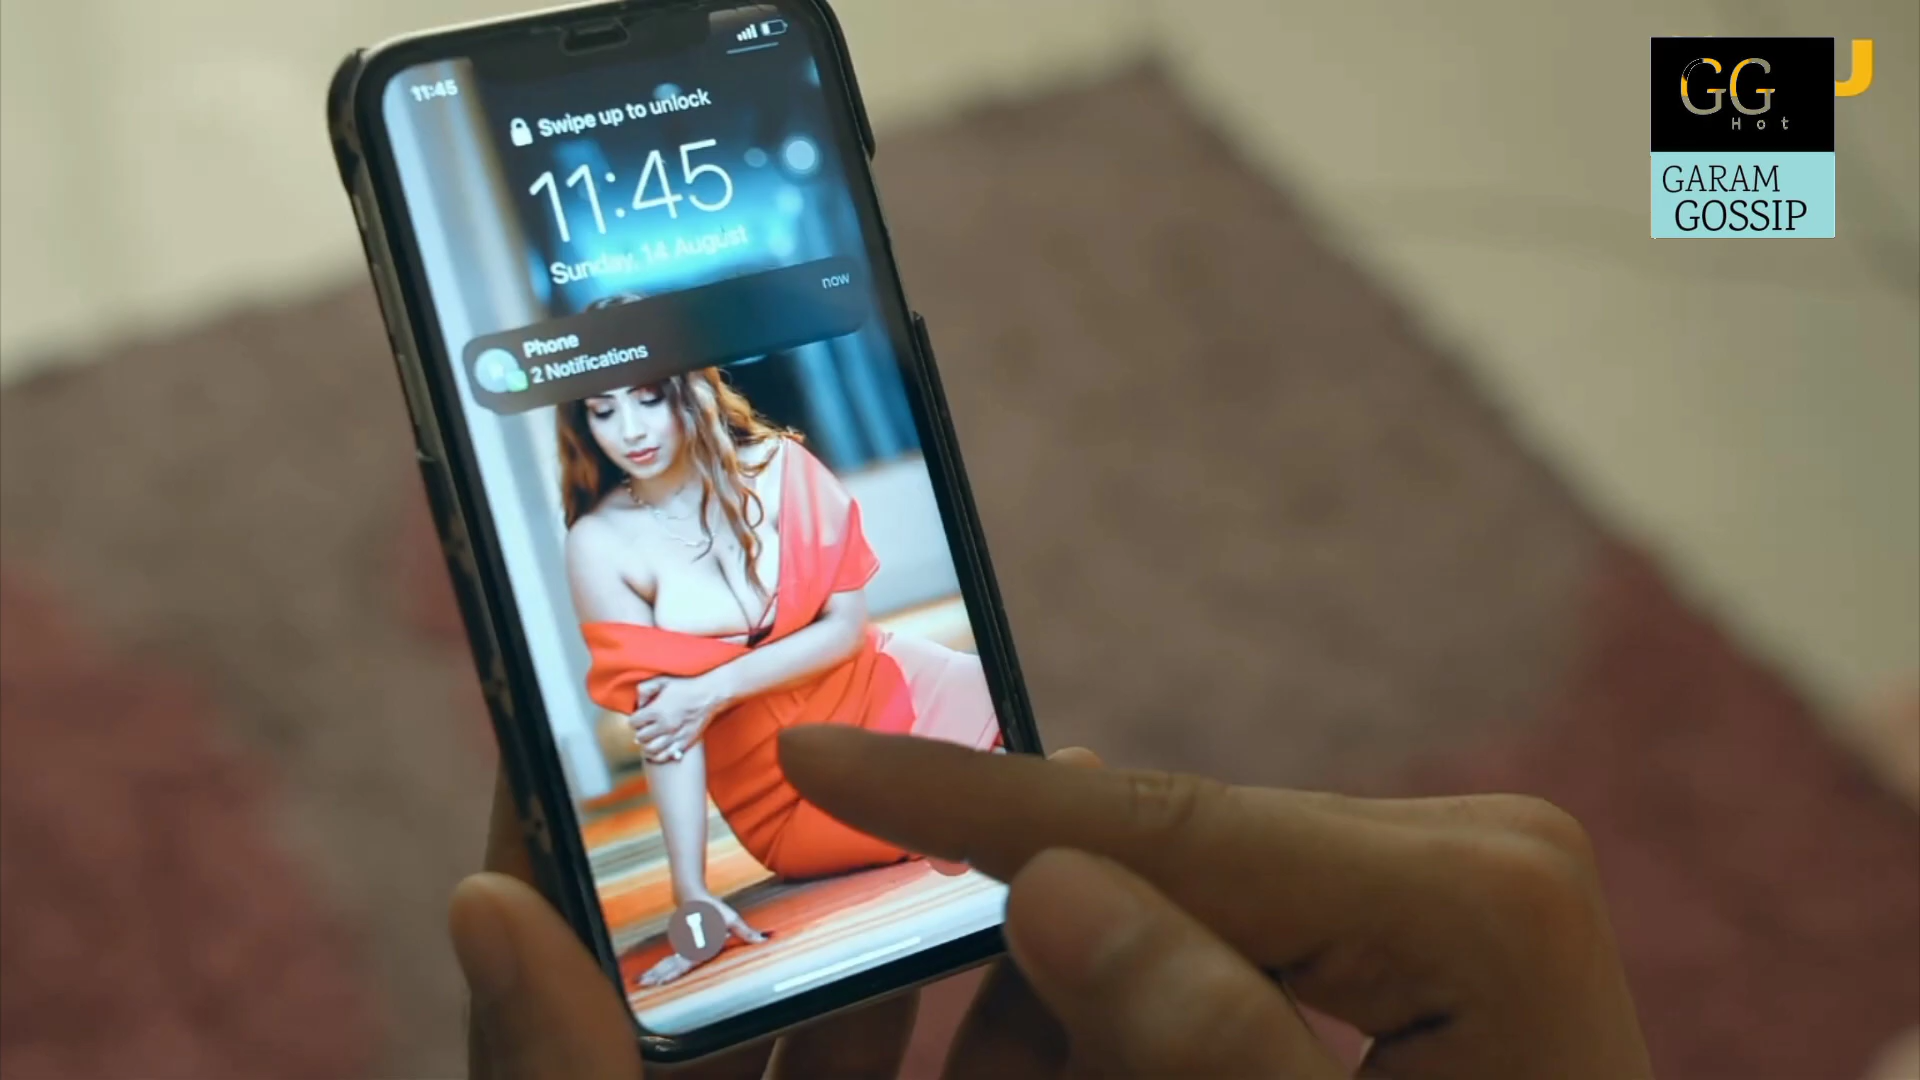 11:45
Swipe up to unlock
11:45
Sunday, 14 August
now
Phone
2 Notifications
GG
Hot
GARAM
GOSSIP